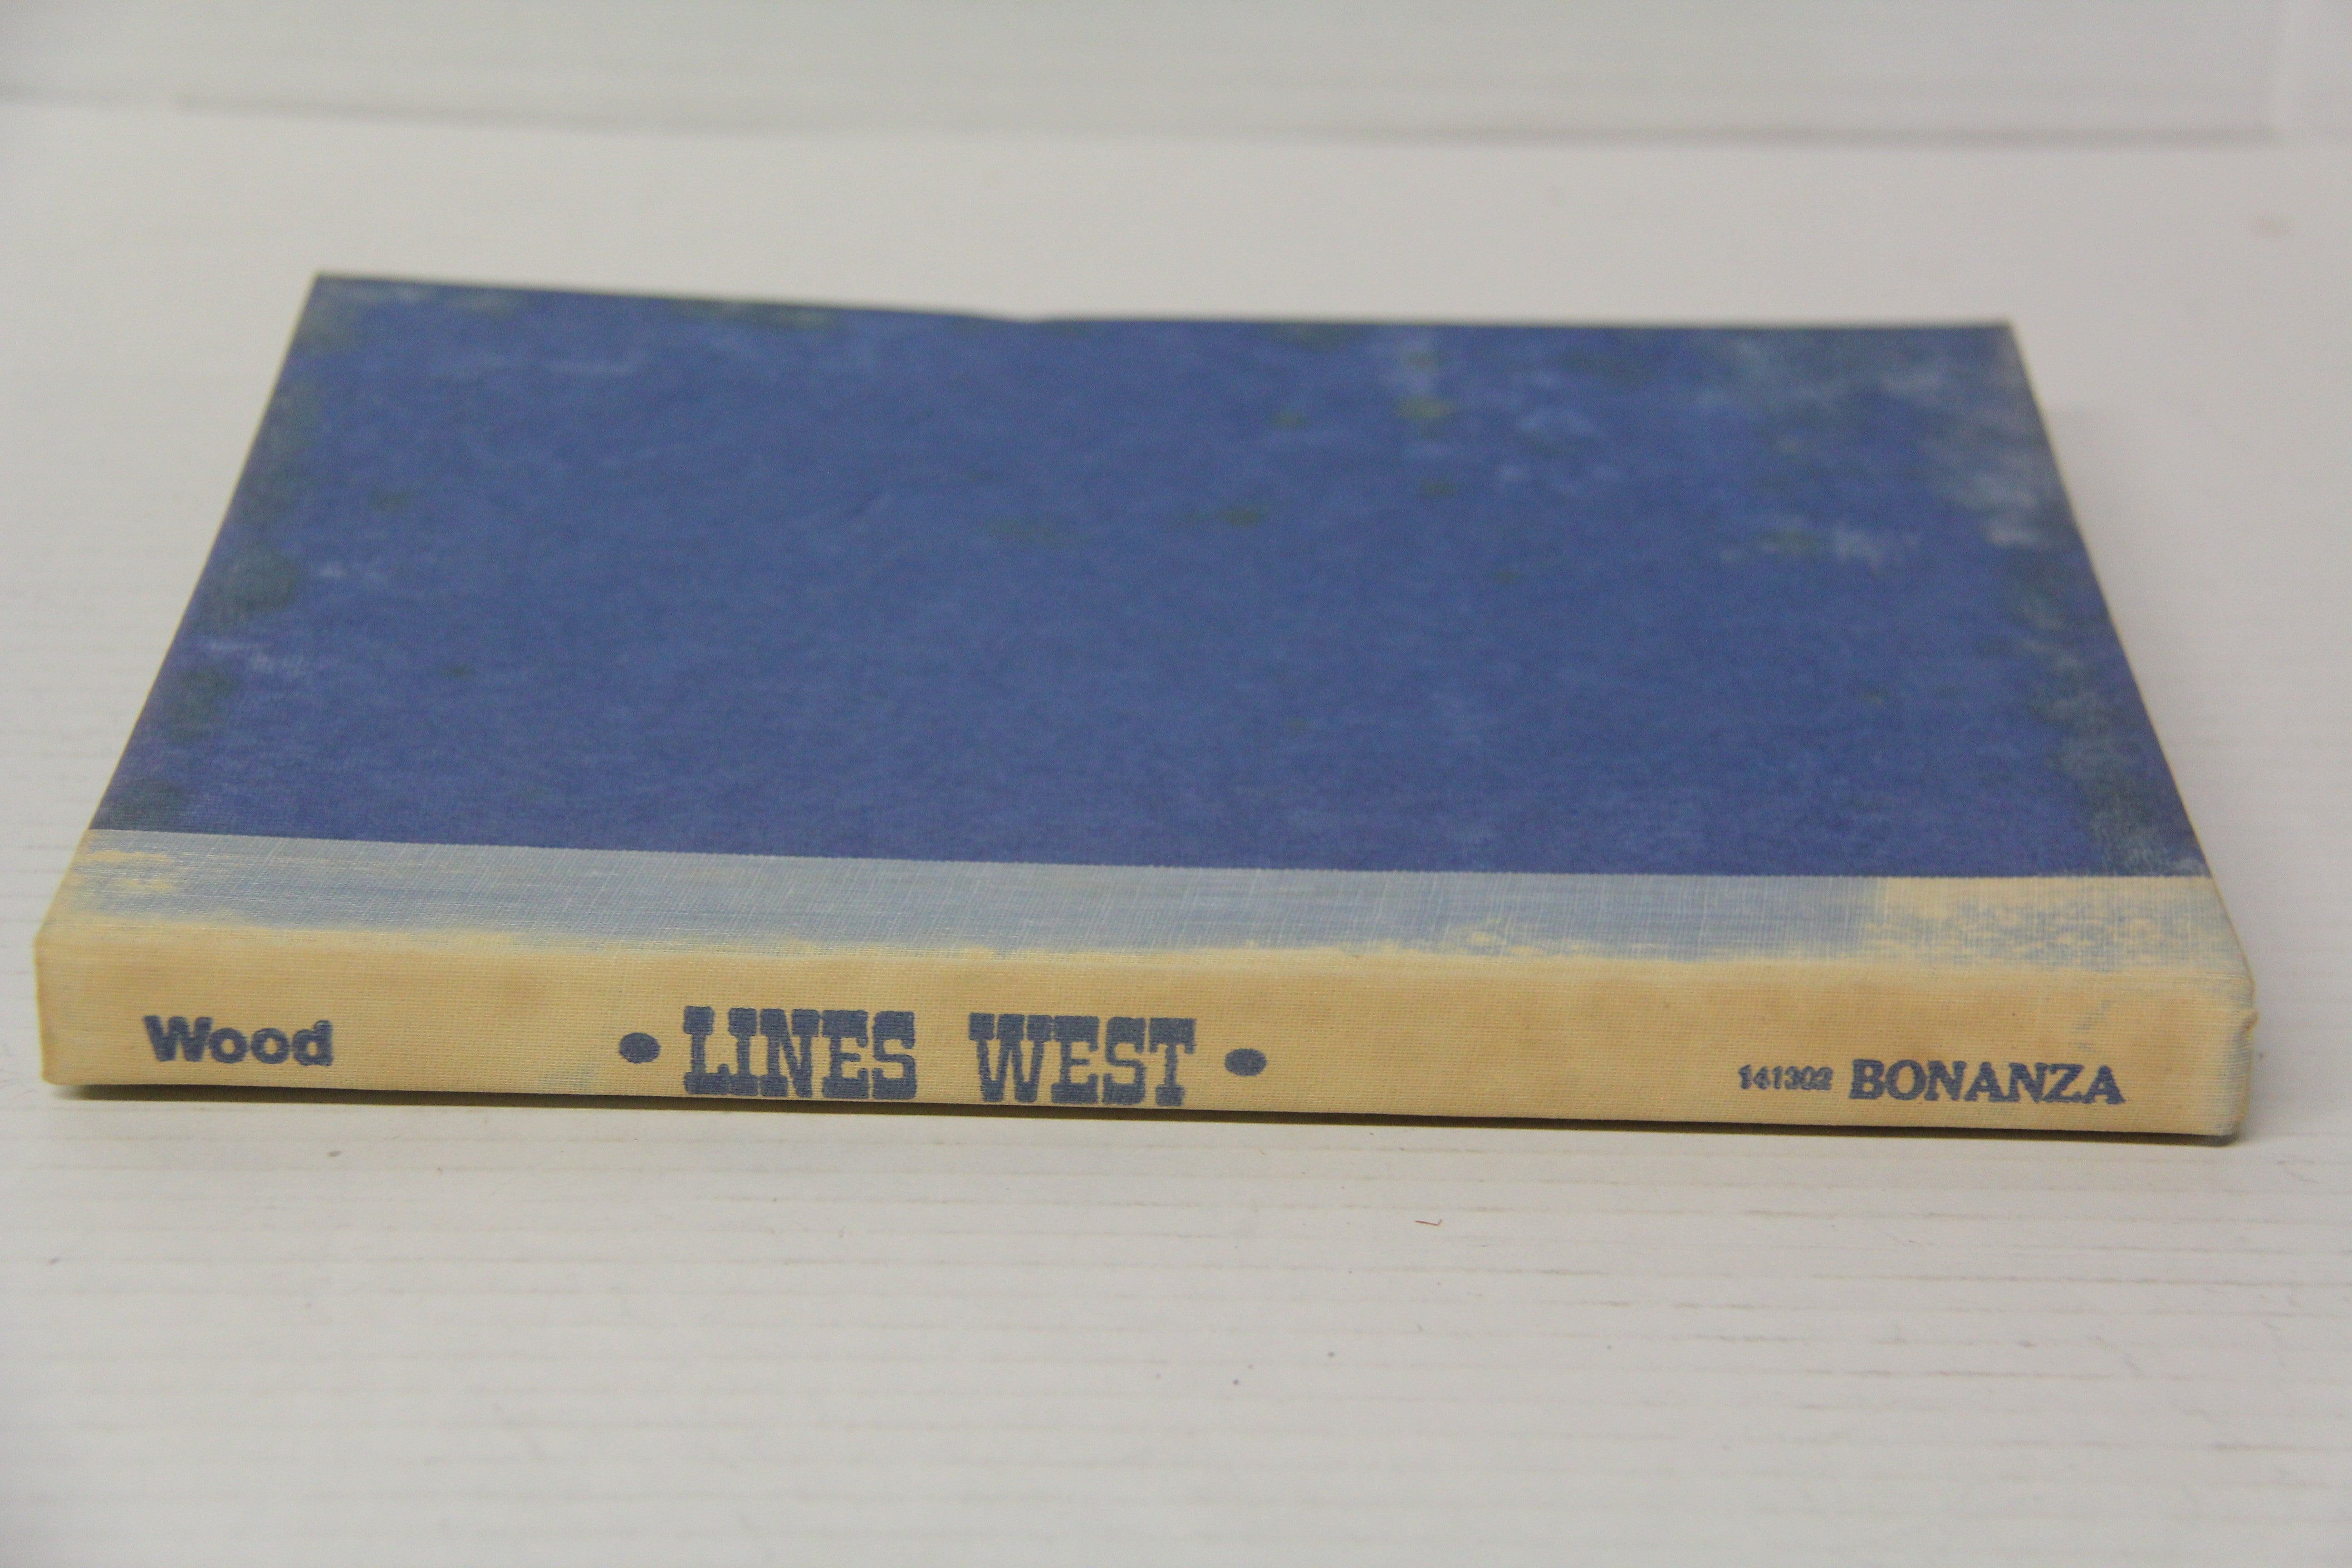 Wood • LINES WEST • 141302 BONANZA